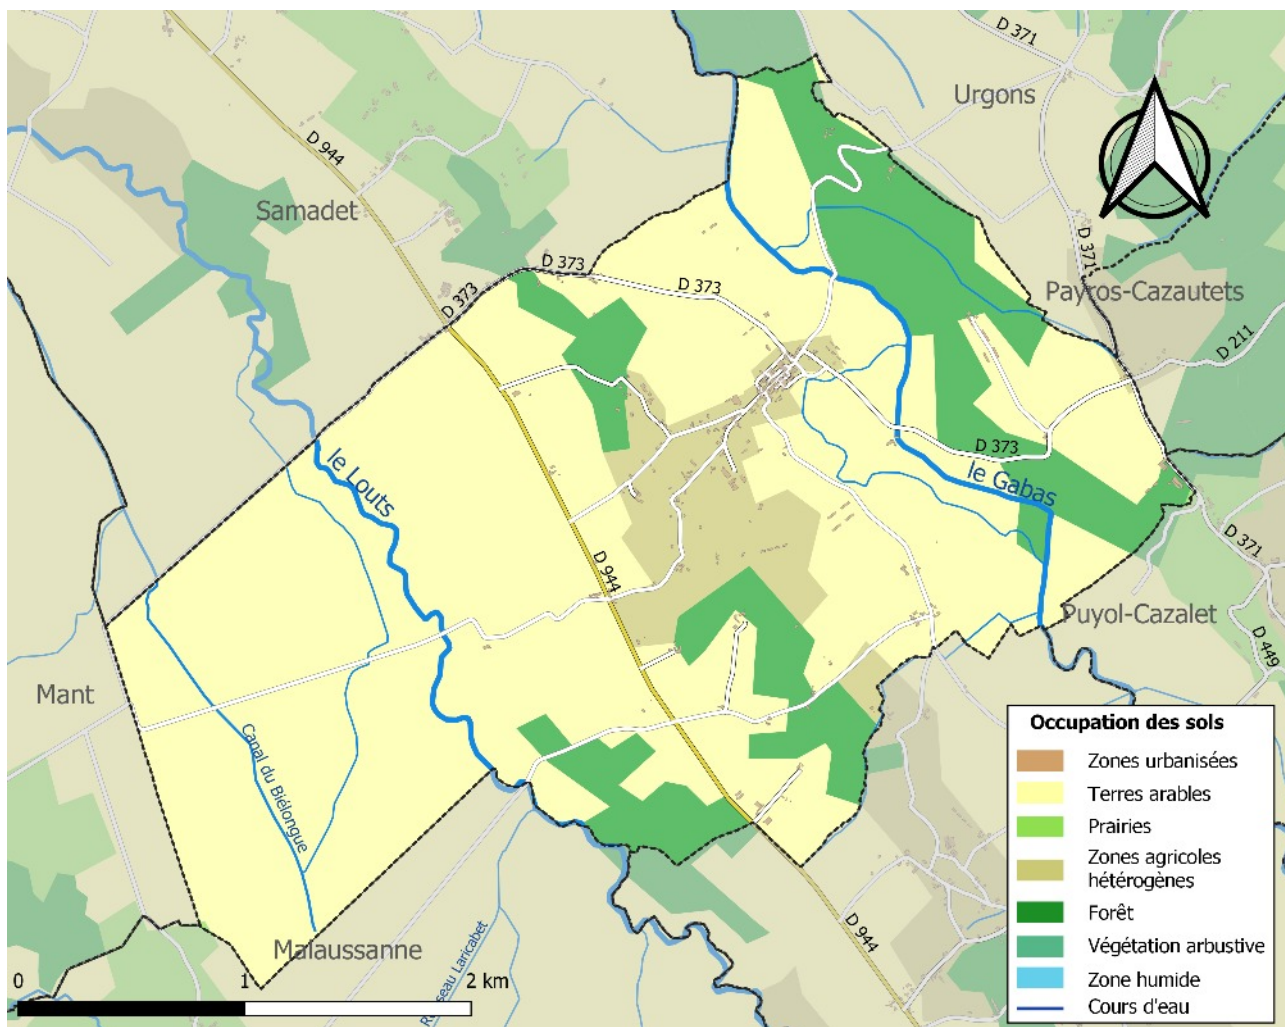 D 371
Urgons
D 944
Samadet
D 371
D 373
D 373
Payros-Cazautets
D 373
D 211
D 373
le Louts
le Gabas
D 371
D 944
Puyol-Cazalet
D 449
Mant
Canal du Biélongue
Malaussanne
Ruisseau Laricabet
D 944
0 1 2 km
Occupation des sols
Zones urbanisées
Terres arables
Prairies
Zones agricoles
hétérogènes
Forêt
Végétation arbustive
Zone humide
Cours d'eau